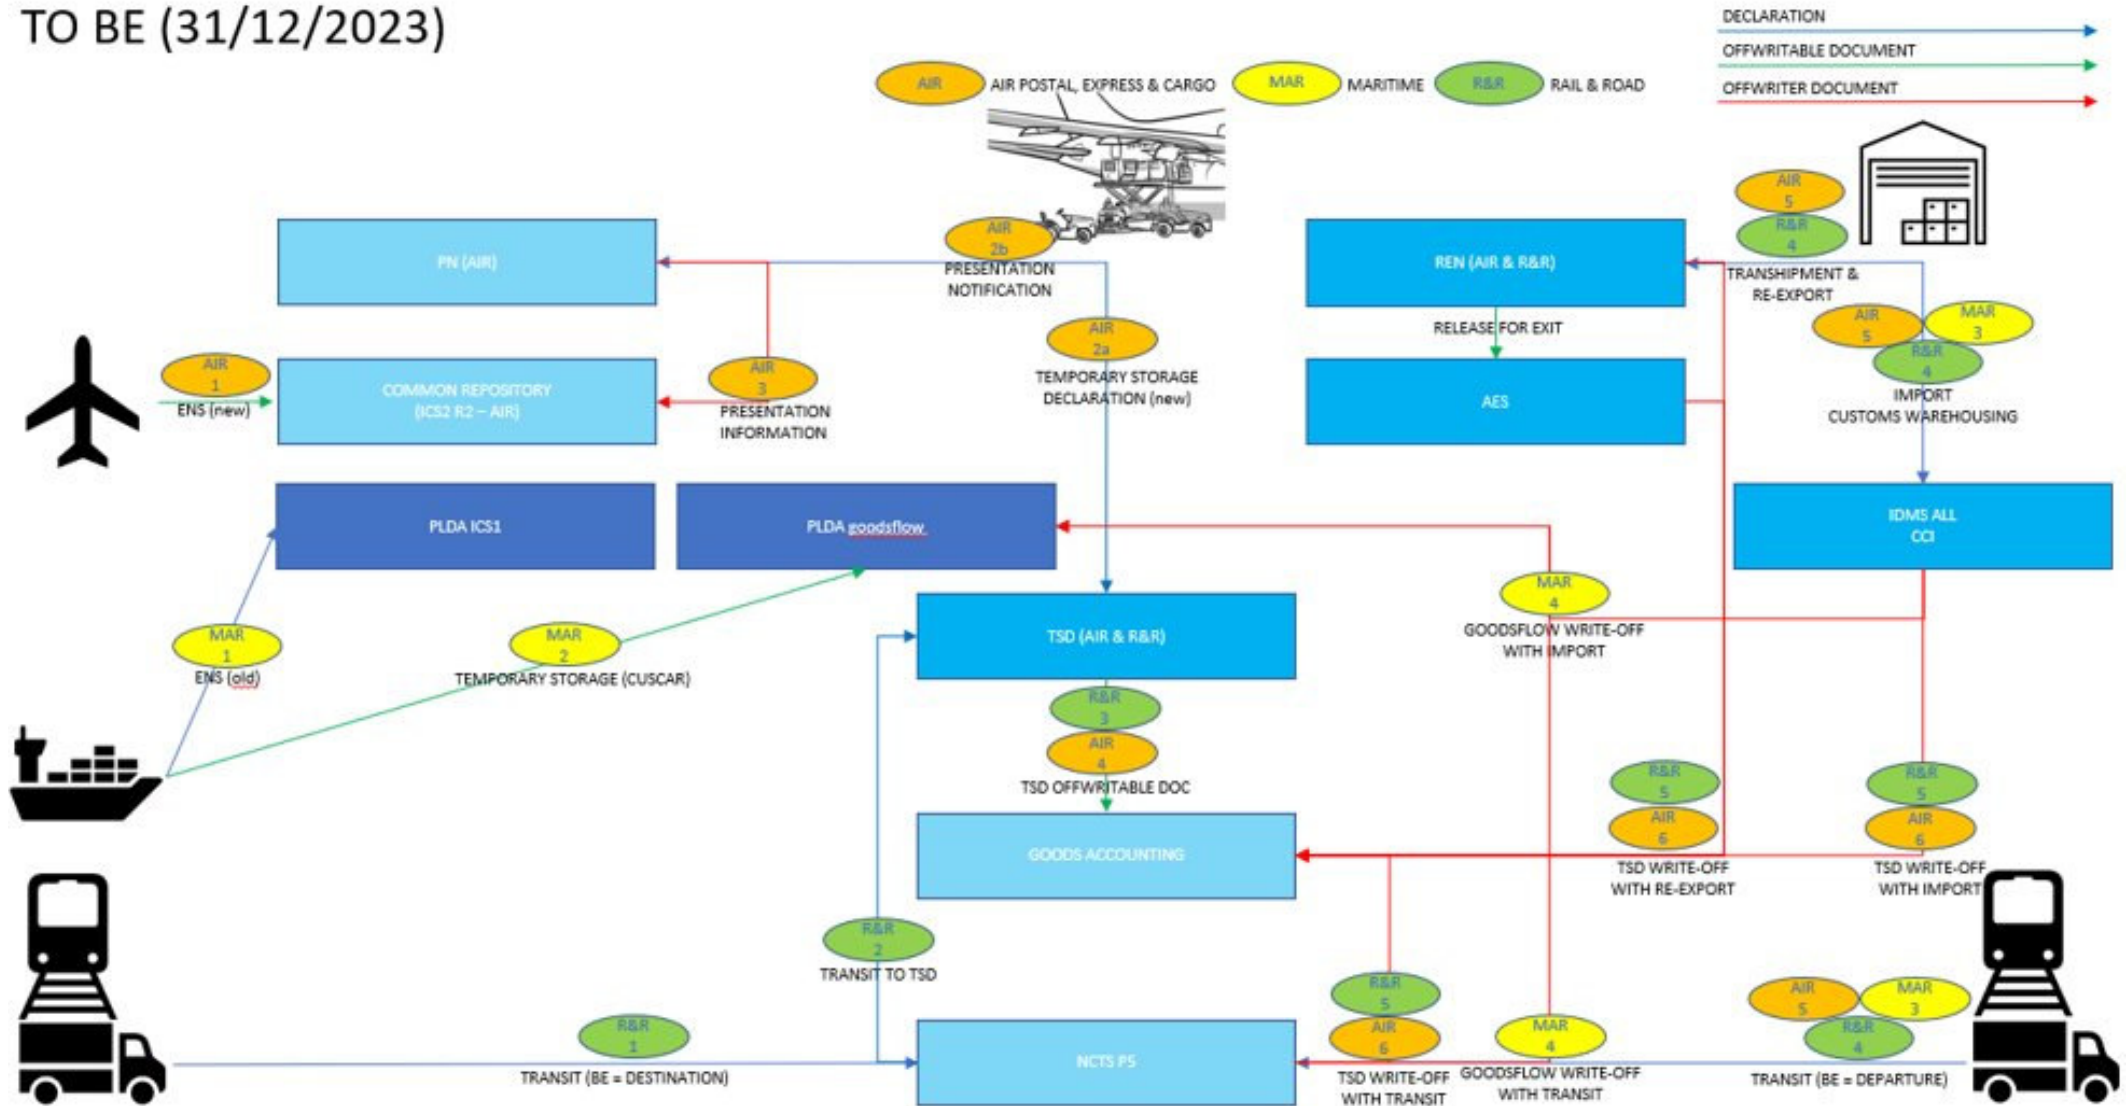 TO BE (31/12/2023)
DECLARATION
OFFWRITABLE DOCUMENT
OFFWRITER DOCUMENT
AIR
AIR POSTAL, EXPRESS & CARGO
MAR
MARITIME
R&R
RAIL & ROAD
PN (AIR)
AIR
2b
PRESENTATION
NOTIFICATION
REN (AIR & R&R)
AIR
5
R&R
4
TRANSHIPMENT &
RE-EXPORT
AIR
1
ENS (new)
COMMON REPOSITORY
(ICS2 R2 – AIR)
AIR
3
PRESENTATION
INFORMATION
AIR
2a
TEMPORARY STORAGE
DECLARATION (new)
RELEASE FOR EXIT
AES
AIR
5
MAR
3
R&R
4
IMPORT
CUSTOMS WAREHOUSING
PLDA ICS1
PLDA goodsflow
IDMS ALL
CCI
MAR
1
ENS (old)
MAR
2
TEMPORARY STORAGE (CUSCAR)
TSD (AIR & R&R)
MAR
4
GOODSFLOW WRITE-OFF
WITH IMPORT
R&R
3
AIR
4
TSD OFFWRITABLE DOC
GOODS ACCOUNTING
R&R
5
AIR
6
TSD WRITE-OFF
WITH RE-EXPORT
R&R
5
AIR
6
TSD WRITE-OFF
WITH IMPORT
R&R
2
TRANSIT TO TSD
R&R
1
TRANSIT (BE = DESTINATION)
NCTS P5
R&R
5
AIR
6
TSD WRITE-OFF
WITH TRANSIT
MAR
4
GOODSFLOW WRITE-OFF
WITH TRANSIT
AIR
5
MAR
3
R&R
4
TRANSIT (BE = DEPARTURE)